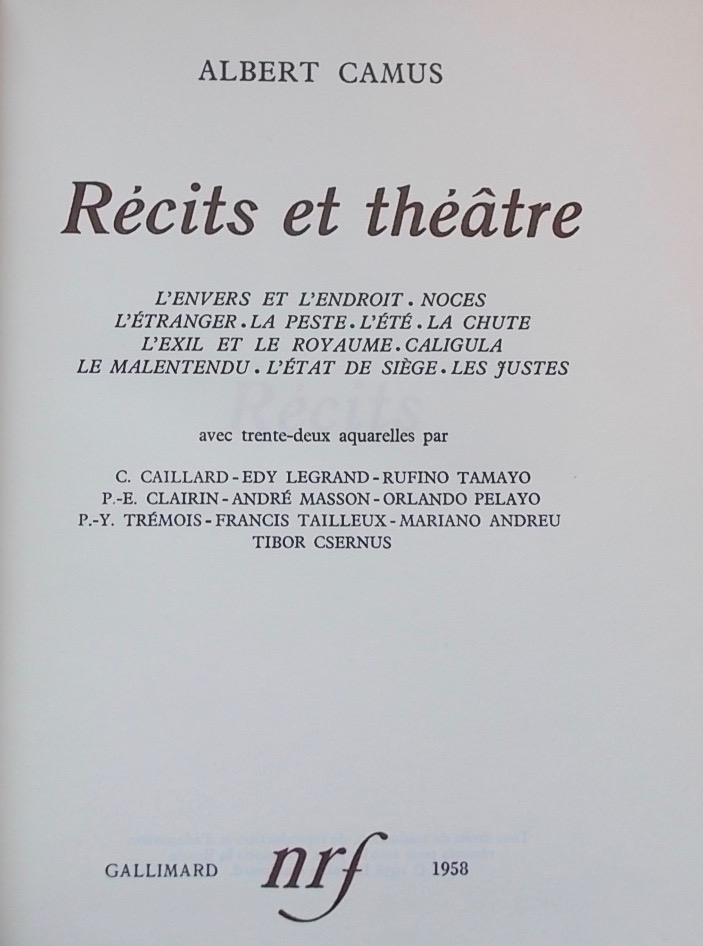 ALBERT CAMUS
Récits et théâtre
L'ENVERS ET L'ENDROIT . NOCES
L'ÉTRANGER . LA PESTE . L'ÉTÉ . LA CHUTE
L'EXIL ET LE ROYAUME . CALIGULA
LE MALENTENDU . L'ÉTAT DE SIÈGE . LES JUSTES
Récits
avec trente-deux aquarelles par
C. CAILLARD - EDY LEGRAND - RUFINO TAMAYO
P.-E. CLAIRIN - ANDRÉ MASSON - ORLANDO PELAYO
P.-Y. TRÉMOIS - FRANCIS TAILLEUX - MARIANO ANDREU
TIBOR CSERNUS
GALLIMARD nrf 1958